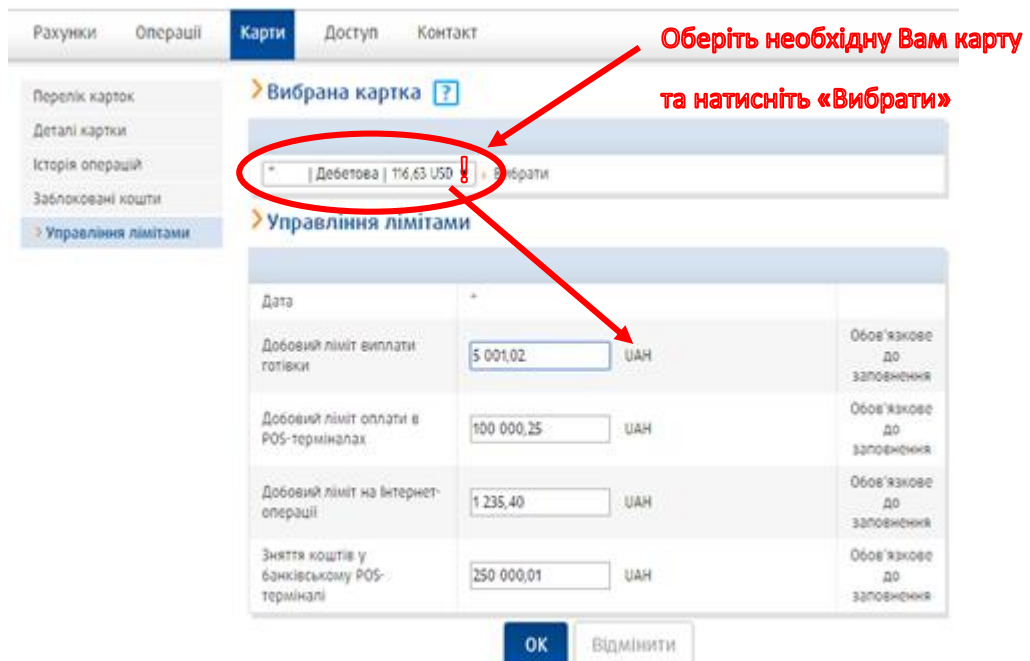 Рахунки Операції Карти Доступ Контакт
Оберіть необхідну Вам карту
та натисніть «Вибрати»
Перелік карток
Деталі картки
Історія операцій
Заблоковані кошти
Управління лімітами
Вибрана картка ?
* | Дебетова | 116,63 USD ! Вибрати
Управління лімітами
Дата *
Добовий ліміт виплати
готівки
5 001,02 UAH
Обов'язкове
до
заповнення
Добовий ліміт оплати в
POS-терміналах
100 000,25 UAH
Обов'язкове
до
заповнення
Добовий ліміт на Інтернет-
операції
1 235,40 UAH
Обов'язкове
до
заповнення
Зняття коштів у
банківському POS-
терміналі
250 000,01 UAH
Обов'язкове
до
заповнення
ОК Відмінити